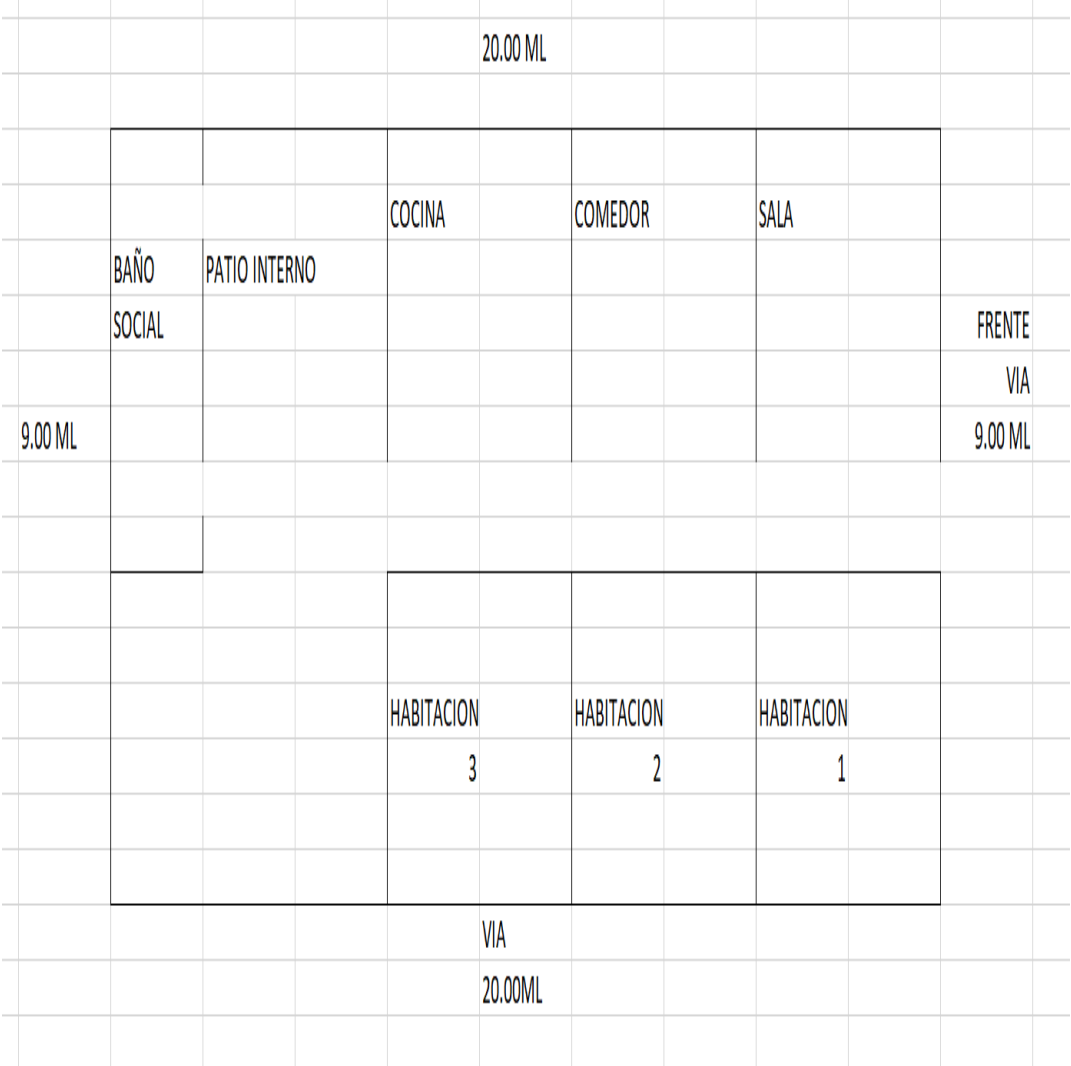 20.00 ML
COCINA
COMEDOR
SALA
BAÑO
SOCIAL
PATIO INTERNO
FRENTE
VIA
9.00 ML
9.00 ML
HABITACION
3
HABITACION
2
HABITACION
1
VIA
20.00ML